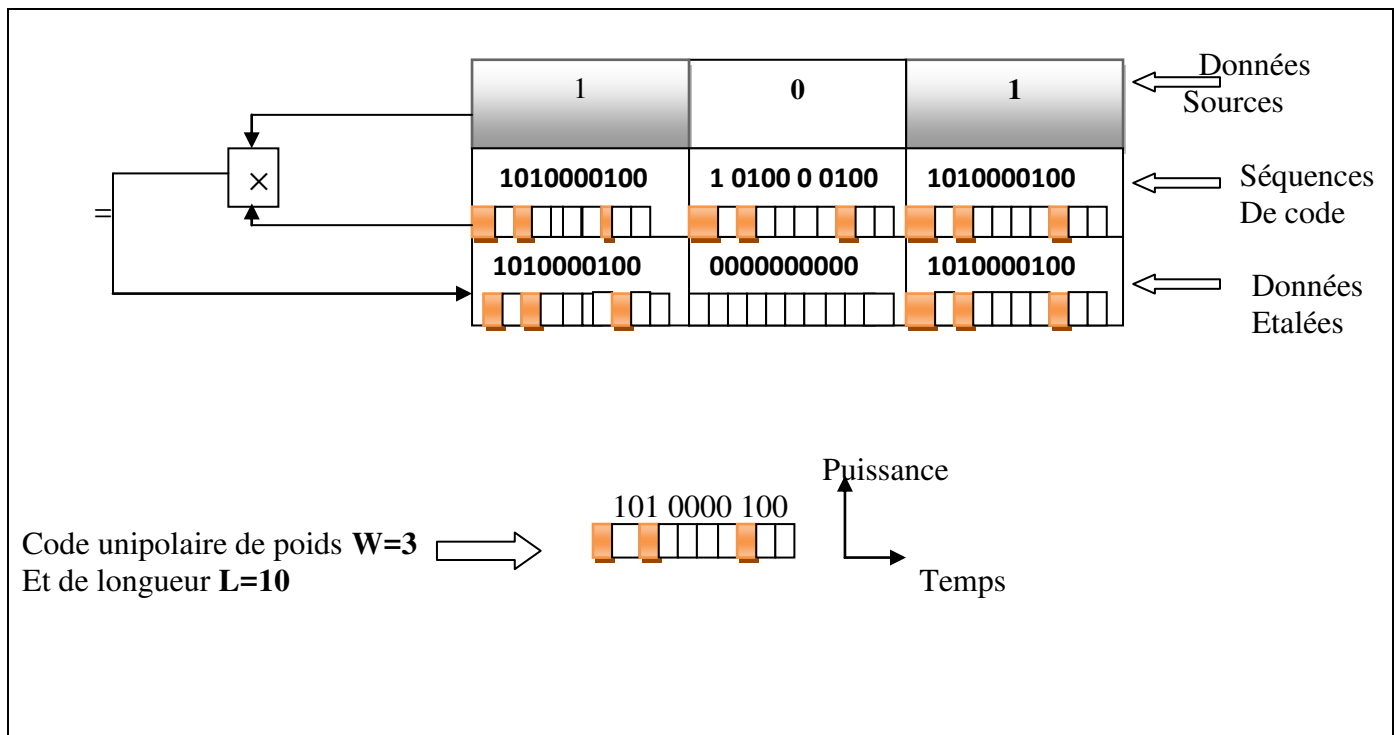 Données
Sources
1 0 1
1010000100 1 0100 0 0100 1010000100
Séquences
De code
×
=
1010000100 0000000000 1010000100
Données
Etalées
Puissance
101 0000 100
Code unipolaire de poids W=3
Et de longueur L=10
Temps